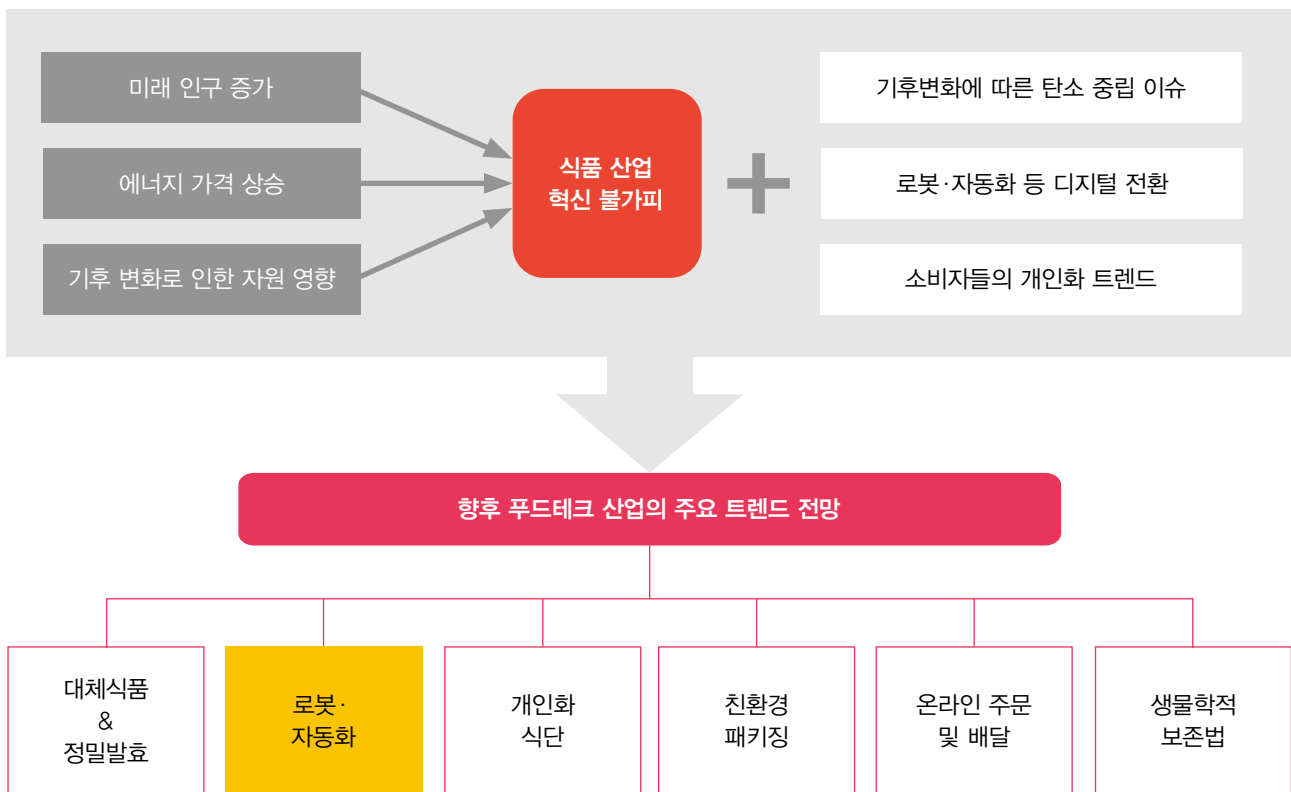 미래 인구 증가
에너지 가격 상승
기후 변화로 인한 자원 영향
식품 산업
혁신 불가피
기후변화에 따른 탄소 중립 이슈
로봇·자동화 등 디지털 전환
소비자들의 개인화 트렌드
향후 푸드테크 산업의 주요 트렌드 전망
대체식품
&
정밀발효
로봇·
자동화
개인화
식단
친환경
패키징
온라인 주문
및 배달
생물학적
보존법